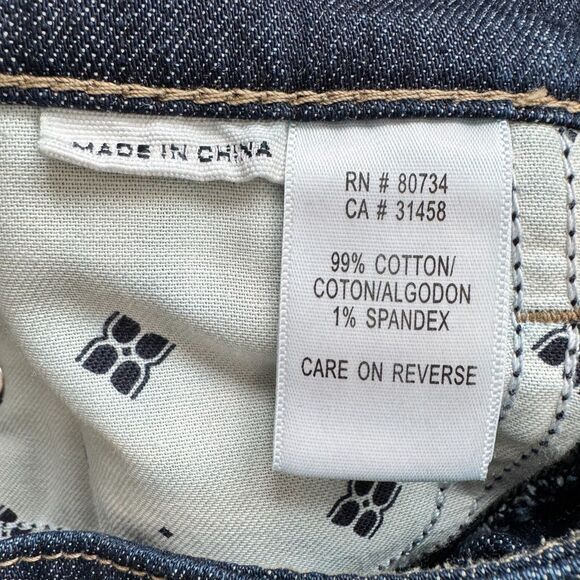 MADE IN CHINA
RN # 80734
CA # 31458
99% COTTON/
COTON/ALGODON
1% SPANDEX
CARE ON REVERSE